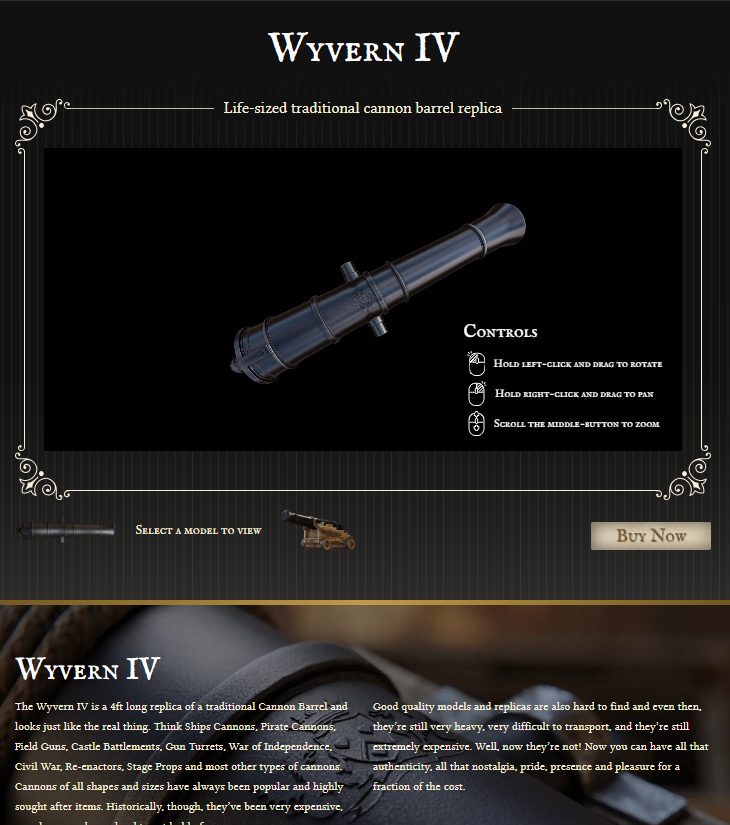 Wyvern IV
Life-sized traditional cannon barrel replica
Controls
Hold left-click and drag to rotate
Hold right-click and drag to pan
Scroll the middle-button to zoom
Select a model to view
Buy Now
Wyvern IV
The Wyvern IV is a 4ft long replica of a traditional Cannon Barrel and
looks just like the real thing. Think Ships Cannons, Pirate Cannons,
Field Guns, Castle Battlements, Gun Turrets, War of Independence,
Civil War, Re-enactors, Stage Props and most other types of cannons.
Cannons of all shapes and sizes have always been popular and highly
sought after items. Historically, though, they've been very expensive,
Good quality models and replicas are also hard to find and even then,
they're still very heavy, very difficult to transport, and they're still
extremely expensive. Well, now they're not! Now you can have all that
authenticity, all that nostalgia, pride, presence and pleasure for a
fraction of the cost.